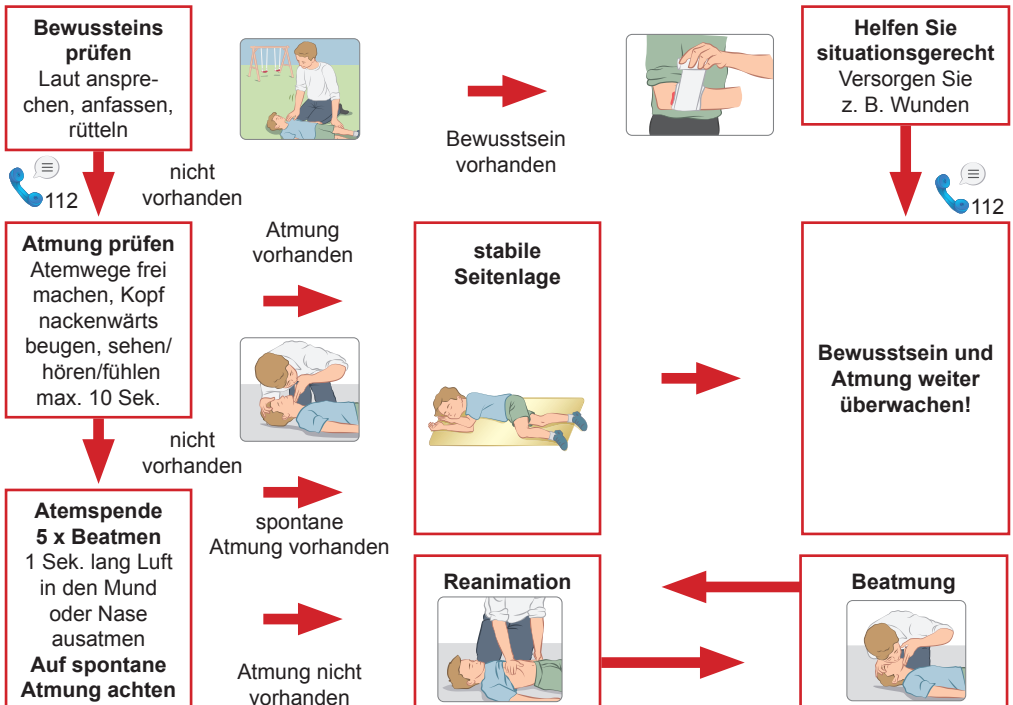 Bewussteins
prüfen
Laut anspre-
chen, anfassen,
rütteln
Bewusstsein
vorhanden
Helfen Sie
situationsgerecht
Versorgen Sie
z. B. Wunden
112
nicht
vorhanden
112
Atmung prüfen
Atemwege frei
machen, Kopf
nackenwärts
beugen, sehen/
hören/fühlen
max. 10 Sek.
Atmung
vorhanden
stabile
Seitenlage
Bewusstsein und
Atmung weiter
überwachen!
nicht
vorhanden
Atemspende
5 x Beatmen
1 Sek. lang Luft
in den Mund
oder Nase
ausatmen
Auf spontane
Atmung achten
spontane
Atmung vorhanden
Atmung nicht
vorhanden
Reanimation
Beatmung